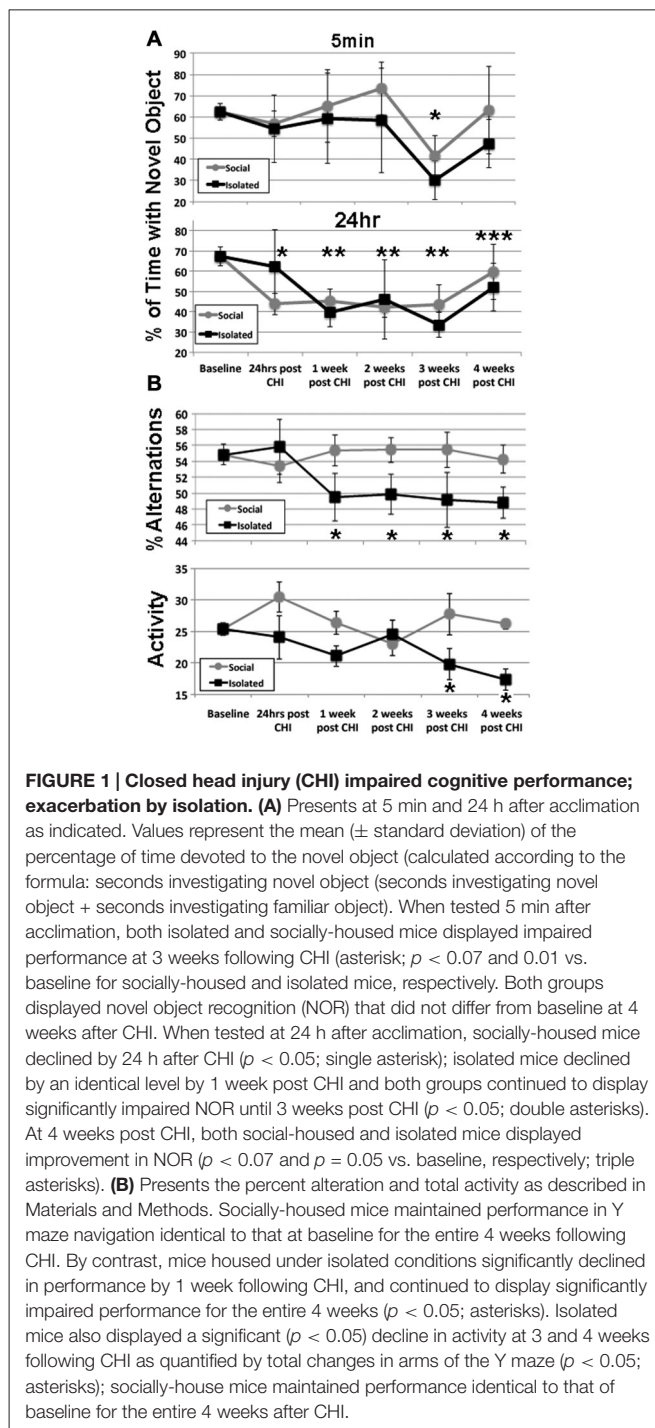 A
5min
% of Time with Novel Object
90
80
70
60
50
40
30
20
Social
Isolated
*
24hr
80
70
60
50
40
30
20
* ** ** ** ***
Social
Isolated
Baseline 24hrs post CHI 1 week post CHI 2 weeks post CHI 3 weeks post CHI 4 weeks post CHI
B
% Alternations
60
58
56
54
52
50
48
46
44
Social
Isolated
* * * *
Activity
35
30
25
20
15
Social
Isolated
* *
Baseline 24hrs post CHI 1 week post CHI 2 weeks post CHI 3 weeks post CHI 4 weeks post CHI
FIGURE 1 | Closed head injury (CHI) impaired cognitive performance;
exacerbation by isolation. (A) Presents at 5 min and 24 h after acclimation
as indicated. Values represent the mean (± standard deviation) of the
percentage of time devoted to the novel object (calculated according to the
formula: seconds investigating novel object (seconds investigating novel
object + seconds investigating familiar object). When tested 5 min after
acclimation, both isolated and socially-housed mice displayed impaired
performance at 3 weeks following CHI (asterisk; p < 0.07 and 0.01 vs.
baseline for socially-housed and isolated mice, respectively. Both groups
displayed novel object recognition (NOR) that did not differ from baseline at 4
weeks after CHI. When tested at 24 h after acclimation, socially-housed mice
declined by 24 h after CHI (p < 0.05; single asterisk); isolated mice declined
by an identical level by 1 week post CHI and both groups continued to display
significantly impaired NOR until 3 weeks post CHI (p < 0.05; double asterisks).
At 4 weeks post CHI, both social-housed and isolated mice displayed
improvement in NOR (p < 0.07 and p = 0.05 vs. baseline, respectively; triple
asterisks). (B) Presents the percent alteration and total activity as described in
Materials and Methods. Socially-housed mice maintained performance in Y
maze navigation identical to that at baseline for the entire 4 weeks following
CHI. By contrast, mice housed under isolated conditions significantly declined
in performance by 1 week following CHI, and continued to display significantly
impaired performance for the entire 4 weeks (p < 0.05; asterisks). Isolated
mice also displayed a significant (p < 0.05) decline in activity at 3 and 4 weeks
following CHI as quantified by total changes in arms of the Y maze (p < 0.05;
asterisks); socially-house mice maintained performance identical to that of
baseline for the entire 4 weeks after CHI.